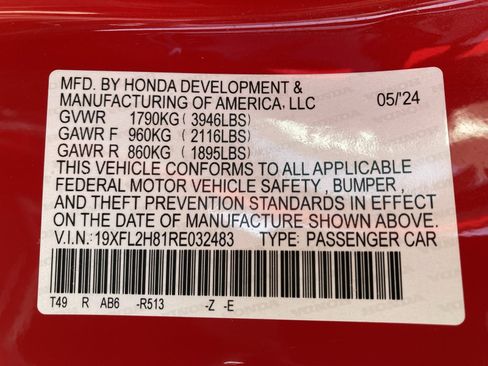 MFD. BY HONDA DEVELOPMENT &
MANUFACTURING OF AMERICA, LLC 05/'24
GVWR 1790KG (3946LBS)
GAWR F 960KG (2116LBS)
GAWR R 860KG (1895LBS)
THIS VEHICLE CONFORMS TO ALL APPLICABLE
FEDERAL MOTOR VEHICLE SAFETY , BUMPER ,
AND THEFT PREVENTION STANDARDS IN EFFECT
ON THE DATE OF MANUFACTURE SHOWN ABOVE.
V.I.N.: 19XFL2H81RE032483 TYPE: PASSENGER CAR
T49 R AB6 -R513 -Z -E